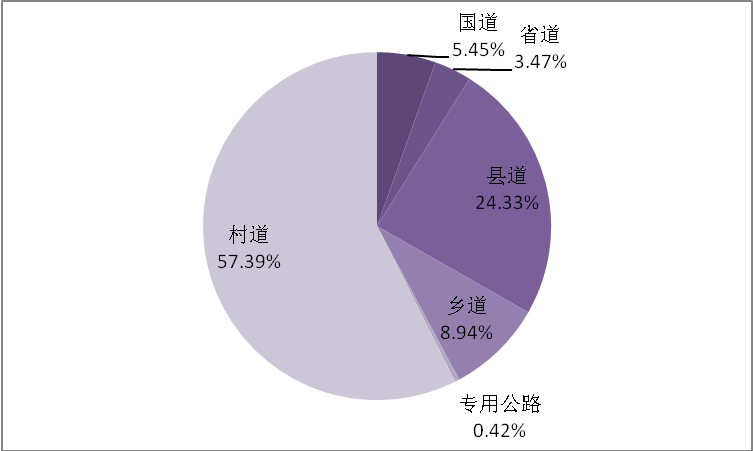 国道
5.45%
省道
3.47%
县道
24.33%
乡道
8.94%
专用公路
0.42%
村道
57.39%